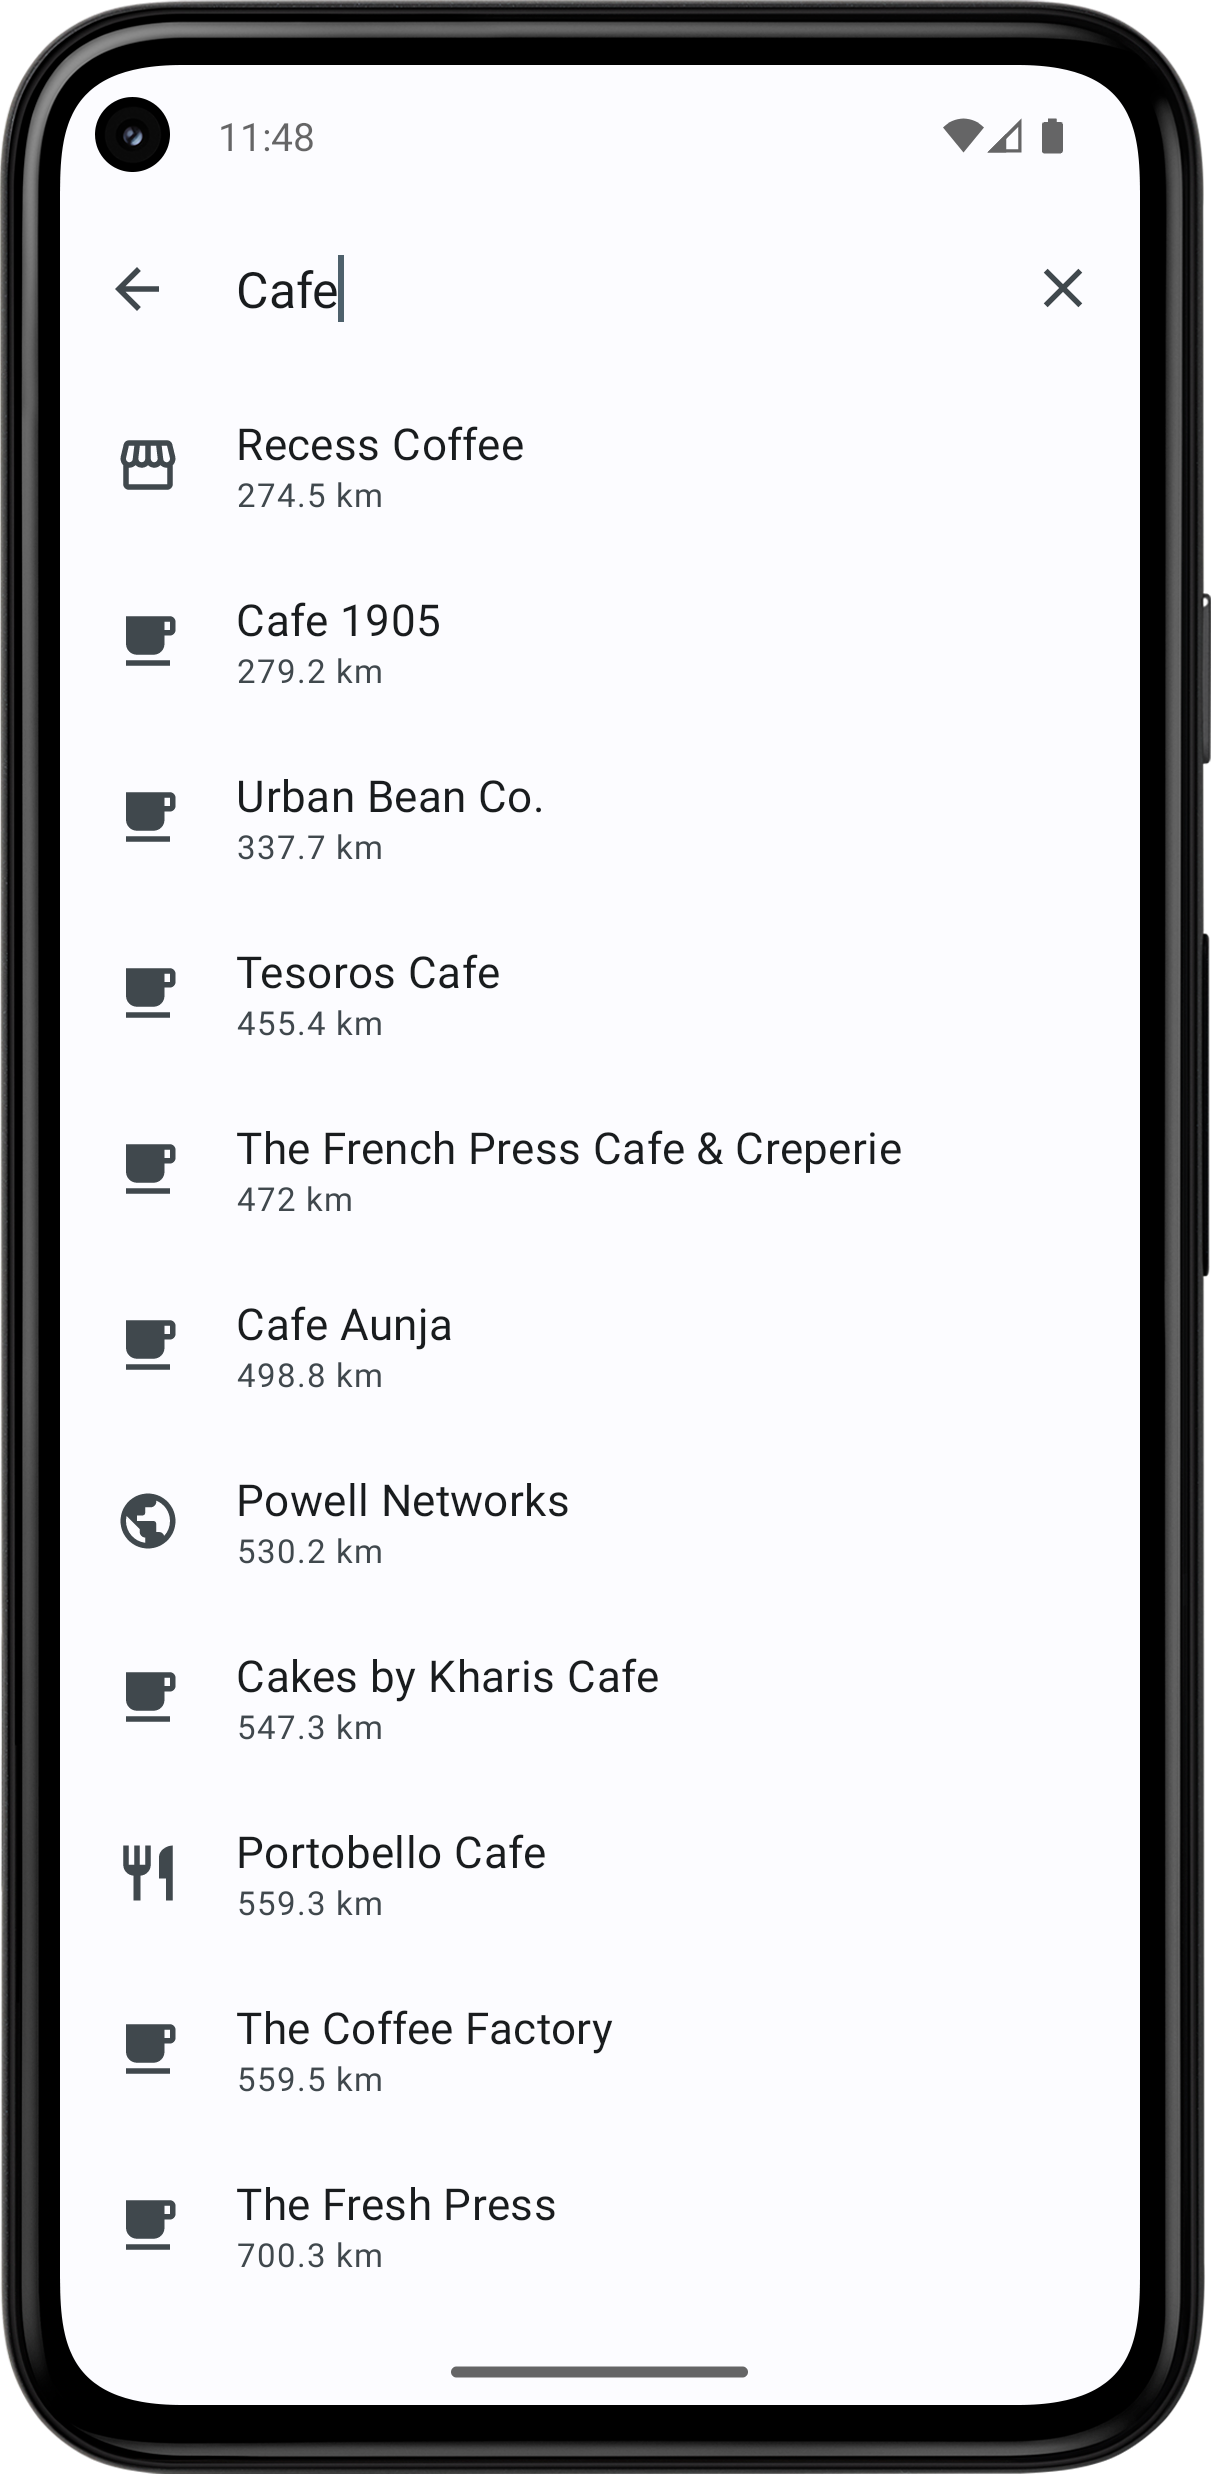 11:48
Cafe
Recess Coffee
274.5 km
Cafe 1905
279.2 km
Urban Bean Co.
337.7 km
Tesoros Cafe
455.4 km
The French Press Cafe & Creperie
472 km
Cafe Aunja
498.8 km
Powell Networks
530.2 km
Cakes by Kharis Cafe
547.3 km
Portobello Cafe
559.3 km
The Coffee Factory
559.5 km
The Fresh Press
700.3 km